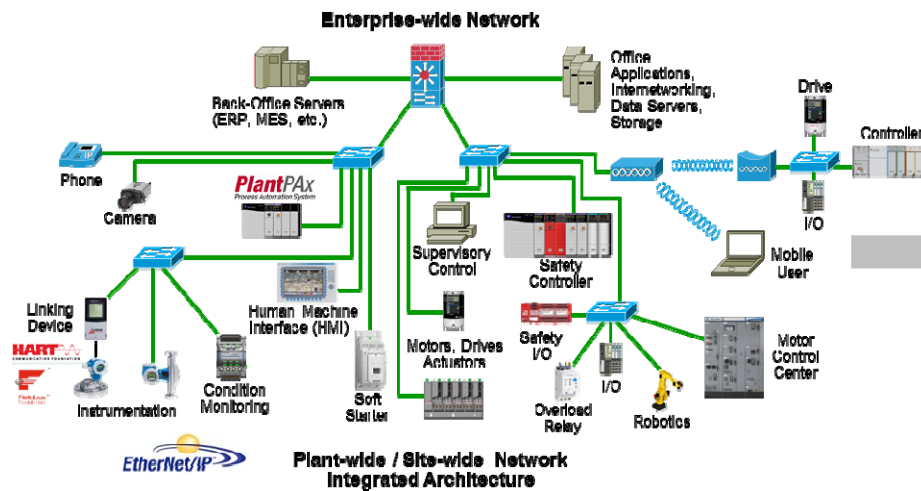 Enterprise-wide Network
Back-Office Servers
(ERP, MES, etc.)
Office
Applications,
Internetworking,
Data Servers,
Storage
Drive
Controller
Phone
Camera
PlantPAx
Process Automation System
I/O
Supervisory
Control
Safety
Controller
Mobile
User
Linking
Device
HART
COMMUNICATION FOUNDATION
Human Machine
Interface (HMI)
Motors, Drives
Actuators
Safety
I/O
I/O
Motor
Control
Center
Instrumentation
Condition
Monitoring
Soft
Starter
Overload
Relay
Robotics
EtherNet/IP
Plant-wide / Site-wide Network
Integrated Architecture